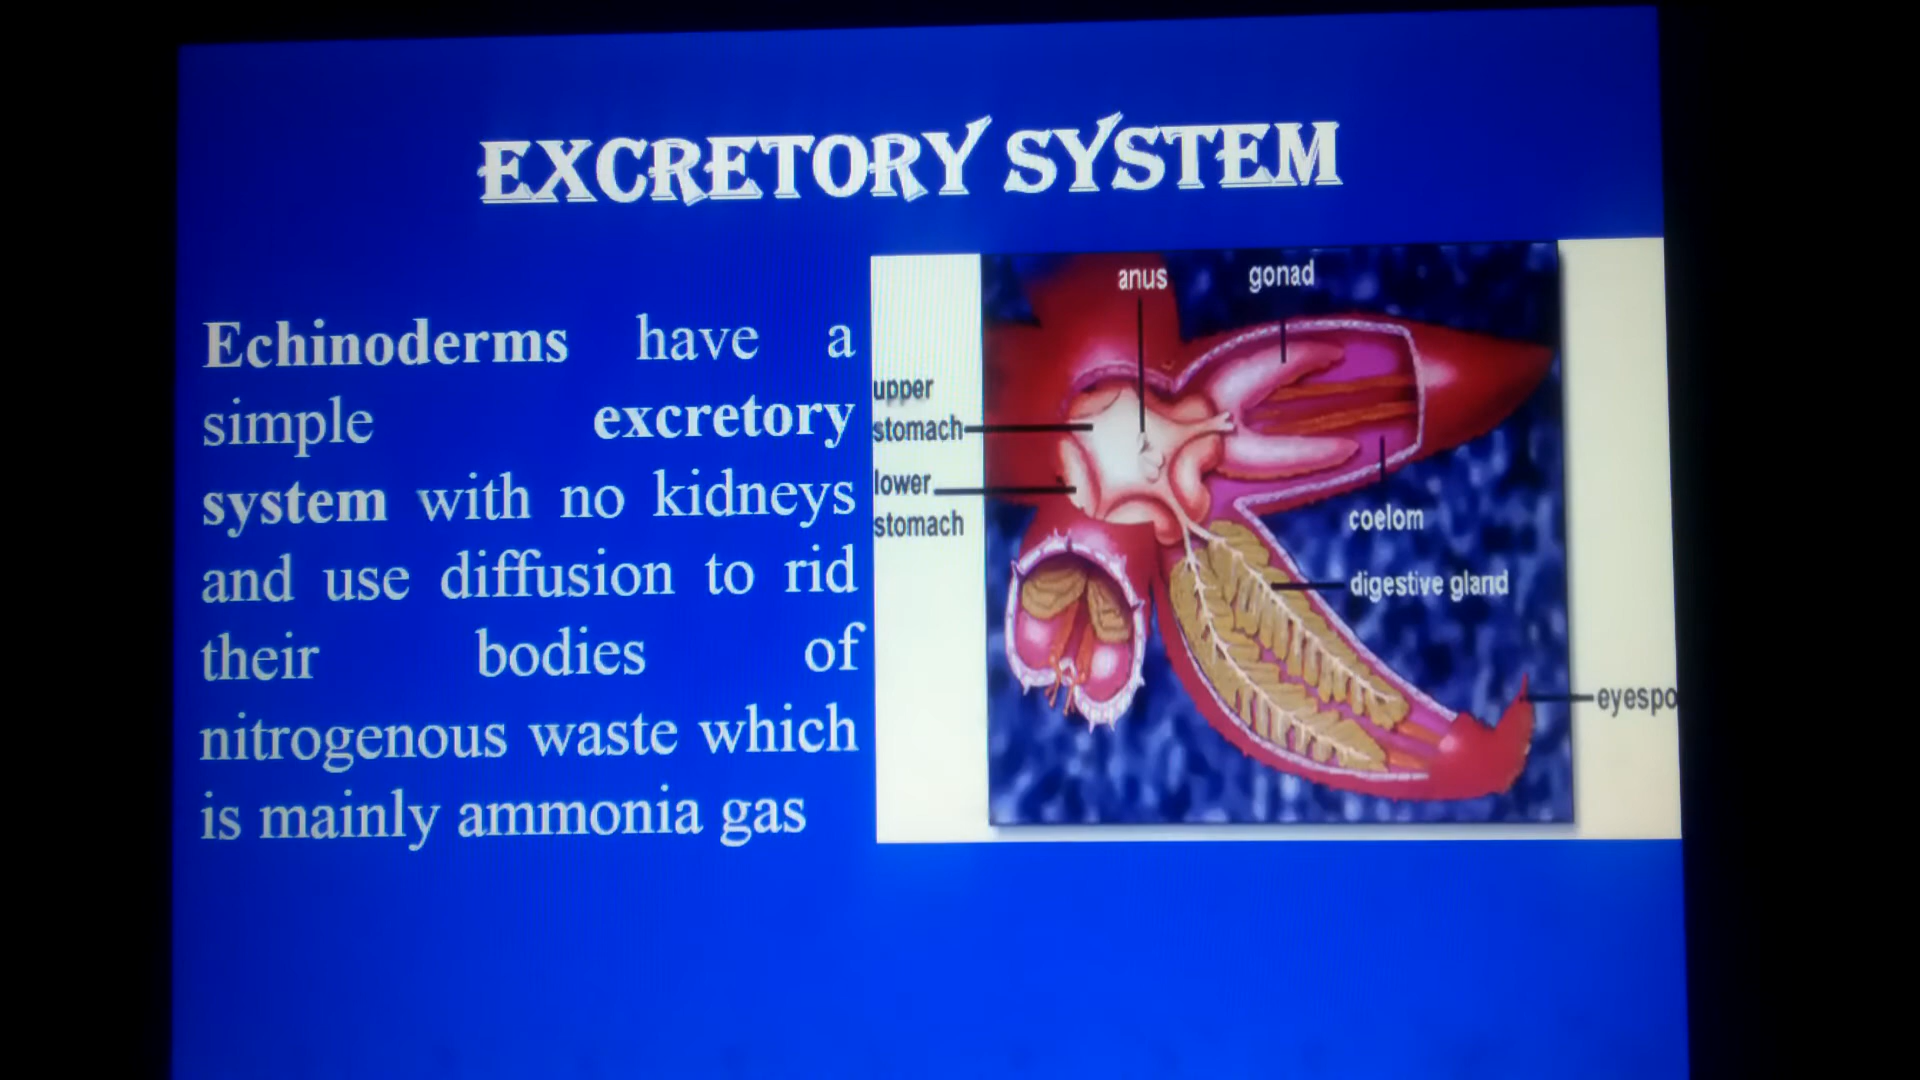 EXCRETORY SYSTEM
Echinoderms have a
simple excretory
system with no kidneys
and use diffusion to rid
their bodies of
nitrogenous waste which
is mainly ammonia gas
anus
gonad
upper
stomach
lower
stomach
coelom
digestive gland
eyespo